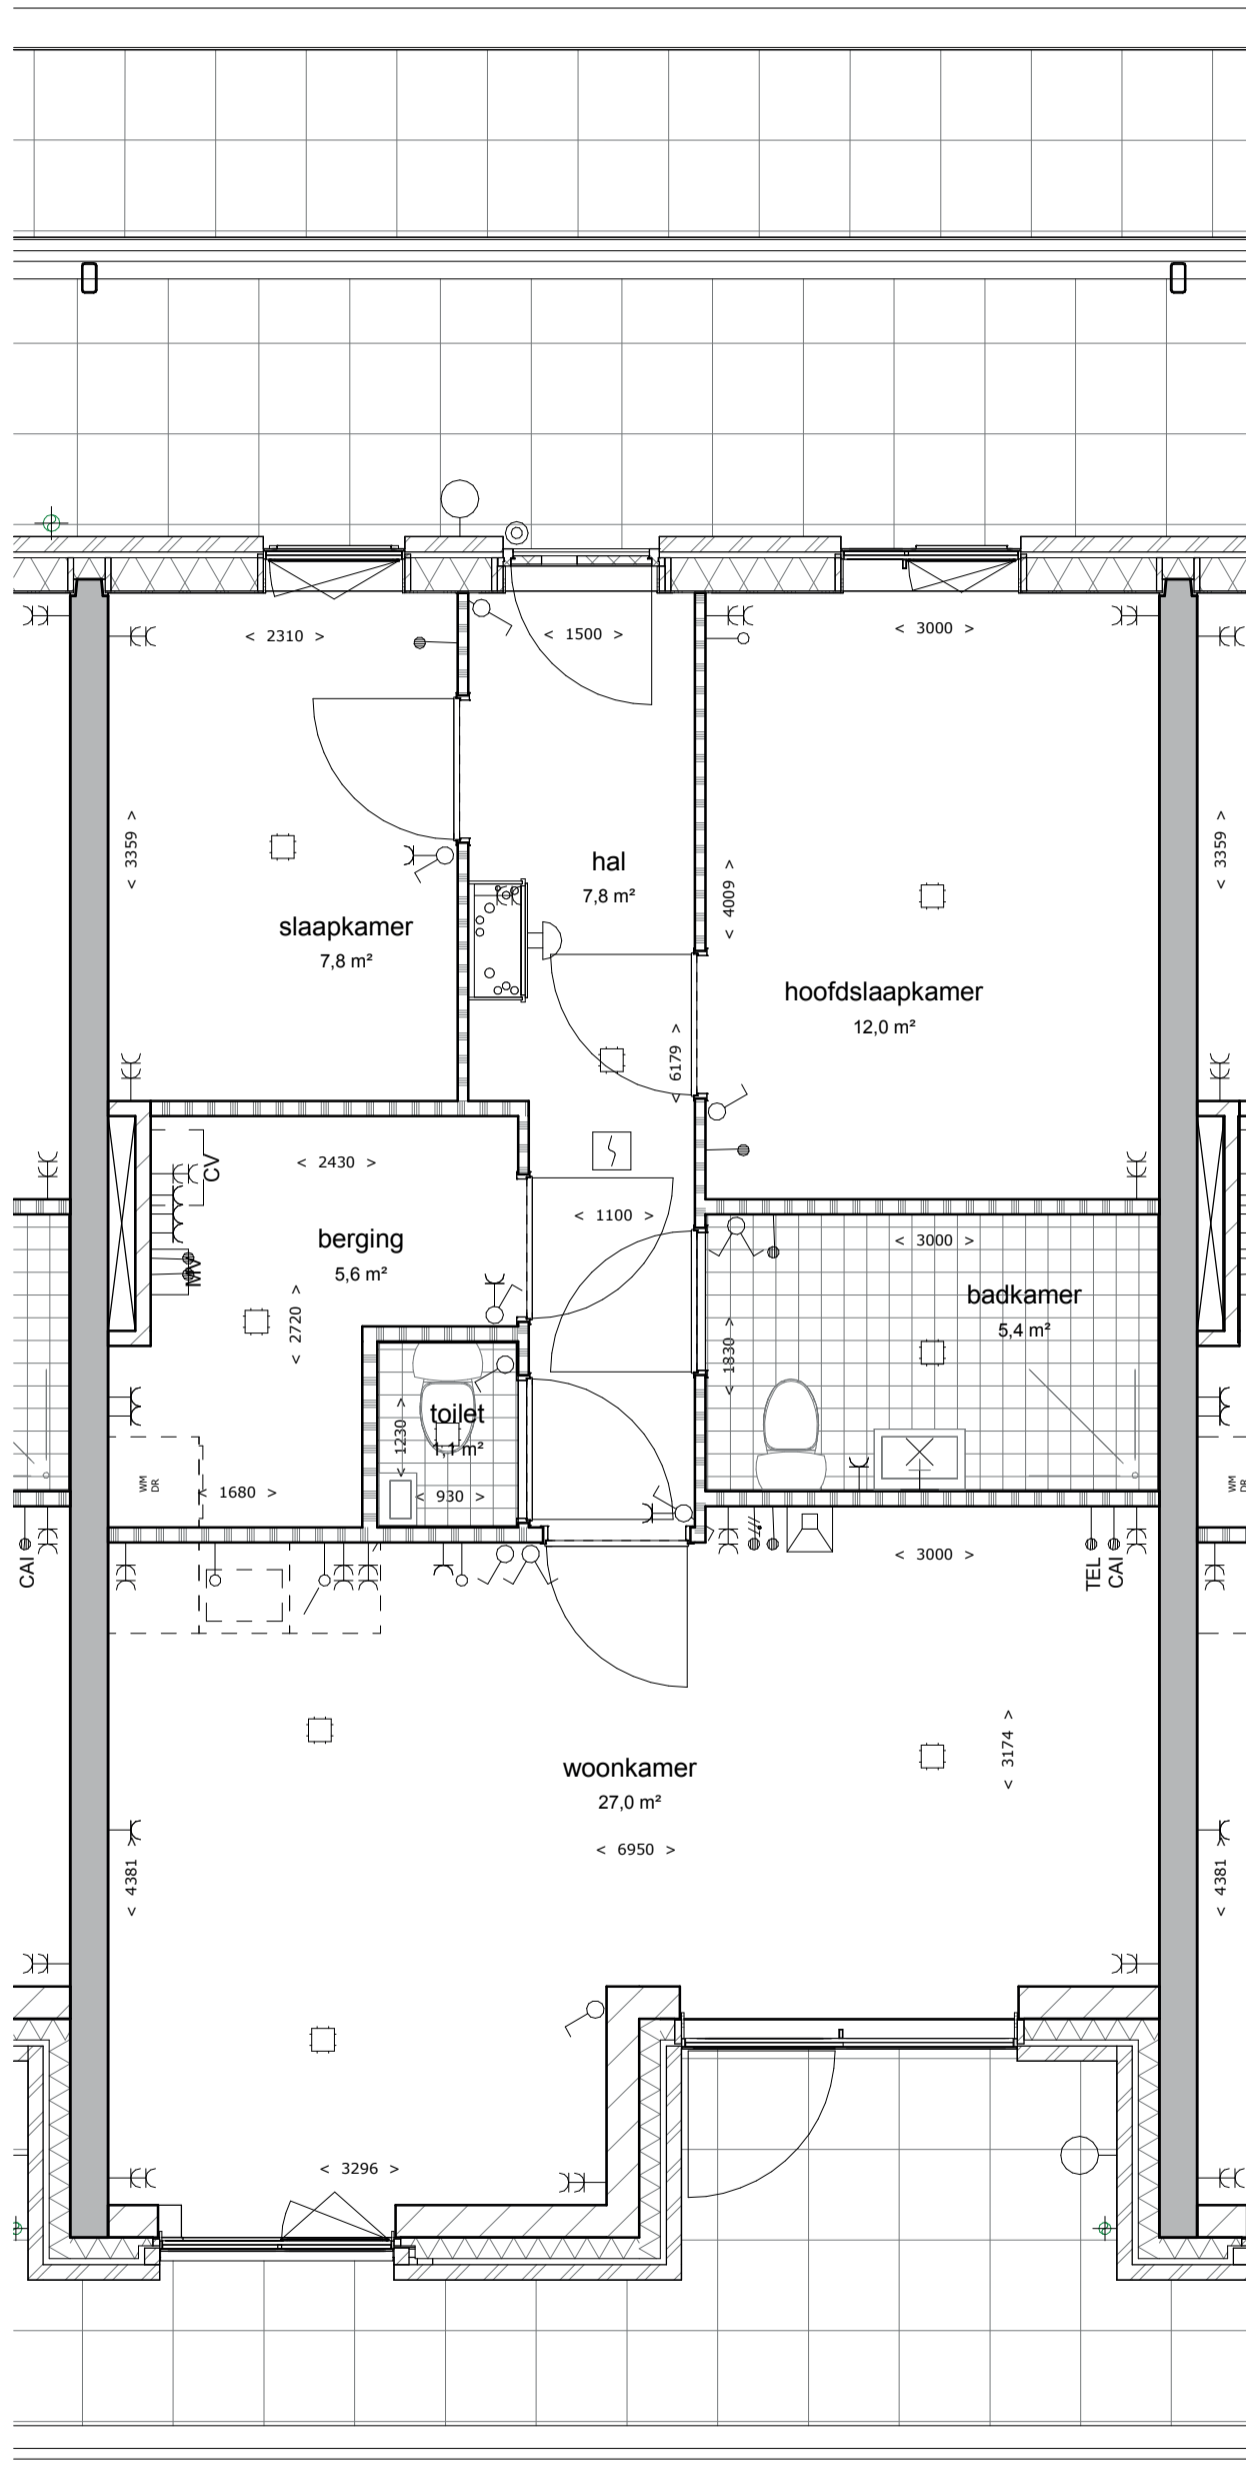 < 2310 >
< 1500 >
< 3000 >
< 3359 >
< 3359 >
hal
7,8 m²
< 4009 >
slaapkamer
7,8 m²
hoofdslaapkamer
12,0 m²
< 6179 >
CV
< 2430 >
< 1100 >
< 3000 >
berging
5,6 m²
MV
< 2720 >
badkamer
5,4 m²
< 1830 >
toilet
1,1 m²
< 1230 >
WM
DR
< 1680 >
< 930 >
WM
DR
CAI
< 3000 >
TEL
CAI
woonkamer
27,0 m²
< 3174 >
< 6950 >
< 4381 >
< 4381 >
< 3296 >